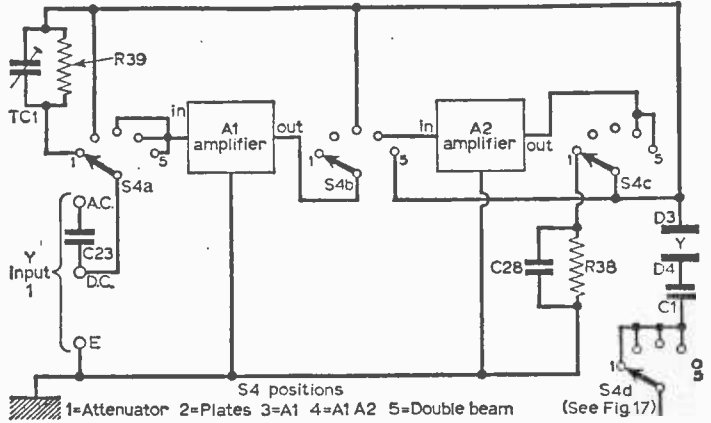 R39
TC1
in
A1
amplifier
out
in
A2
amplifier
out
1
5
S4a
1
5
S4b
1
5
S4c
A.C.
C23
D.C.
Y
Input
1
E
C28
R38
D3
Y
D4
C1
1
5
S4d
(See Fig.17)
S4 positions
1=Attenuator 2=Plates 3=A1 4=A1 A2 5=Double beam